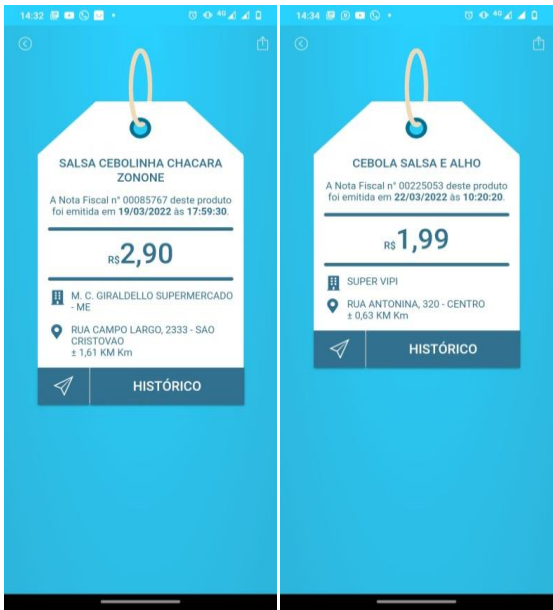 14:32
4G
SALSA CEBOLINHA CHACARA
ZONONE
A Nota Fiscal n° 00085767 deste produto
foi emitida em 19/03/2022 às 17:59:30.
R$2,90
M. C. GIRALDELLO SUPERMERCADO
- ME
RUA CAMPO LARGO, 2333 - SAO
CRISTOVAO
± 1,61 KM Km
HISTÓRICO
14:34
4G
CEBOLA SALSA E ALHO
A Nota Fiscal n° 00225053 deste produto
foi emitida em 22/03/2022 às 10:20:20.
R$1,99
SUPER VIPI
RUA ANTONINA, 320 - CENTRO
± 0,63 KM Km
HISTÓRICO